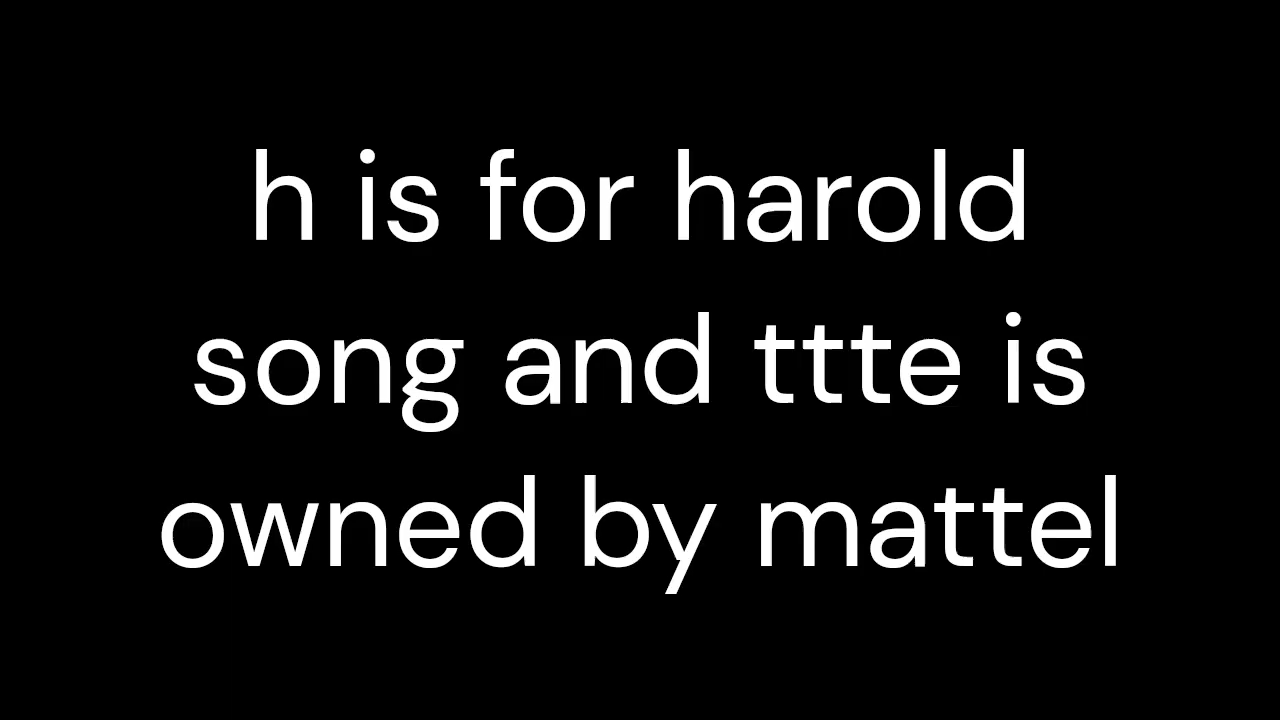 h is for harold
song and ttte is
owned by mattel